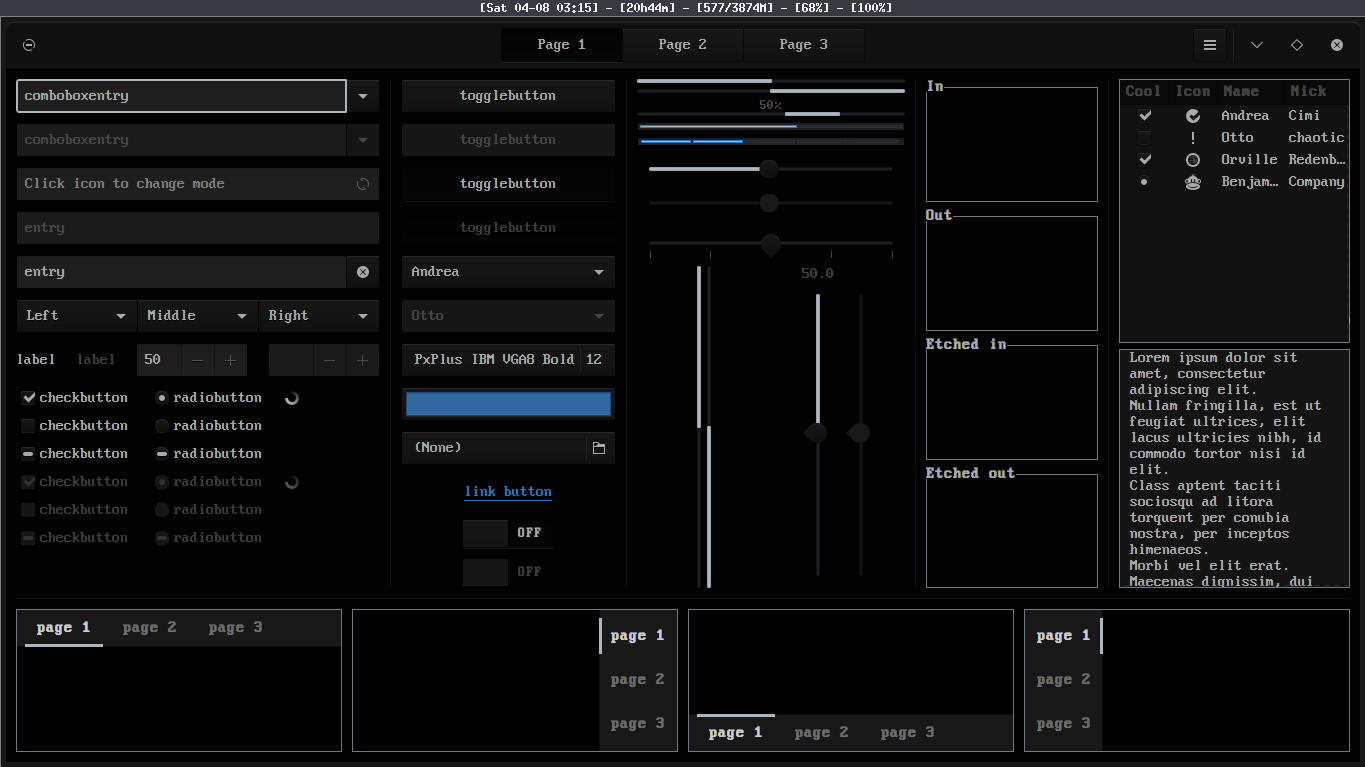 [Sat 04-08 03:15] - [20h44m] - [577/3874M] - [68%] - [100%]
Page 1 Page 2 Page 3
comboboxentry
comboboxentry
Click icon to change mode
entry
entry
Left Middle Right
label label 50
checkbutton radiobutton
checkbutton radiobutton
checkbutton radiobutton
checkbutton radiobutton
checkbutton radiobutton
checkbutton radiobutton
togglebutton
togglebutton
togglebutton
togglebutton
Andrea
Otto
PxPlus IBM VGA8 Bold 12
(None)
link button
OFF
OFF
50%
50.0
In
Out
Etched in
Etched out
Cool Icon Name Nick
Andrea Cimi
! Otto chaotic
Orville Redenb…
Benjam… Company
Lorem ipsum dolor sit
amet, consectetur
adipiscing elit.
Nullam fringilla, est ut
feugiat ultrices, elit
lacus ultricies nibh, id
commodo tortor nisi id
elit.
Class aptent taciti
sociosqu ad litora
torquent per conubia
nostra, per inceptos
himenaeos.
Morbi vel elit erat.
Maecenas dignissim, dui
page 1 page 2 page 3
page 1
page 2
page 3
page 1 page 2 page 3
page 1
page 2
page 3